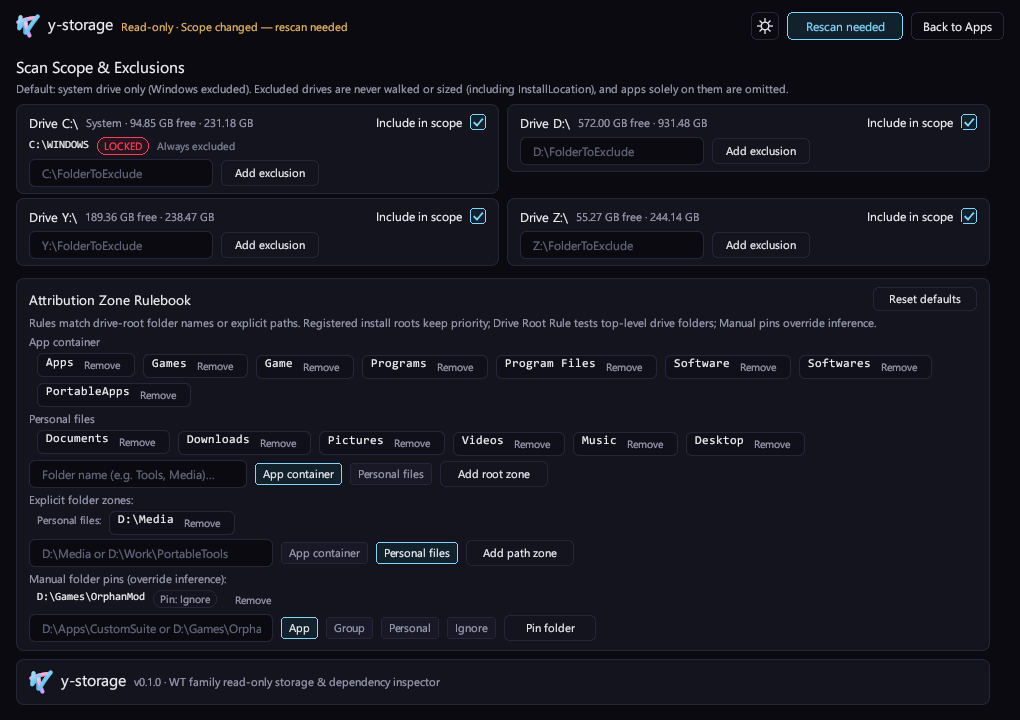 y-storage Read-only · Scope changed — rescan needed Rescan needed Back to Apps
Scan Scope & Exclusions
Default: system drive only (Windows excluded). Excluded drives are never walked or sized (including InstallLocation), and apps solely on them are omitted.
Drive C:\ System · 94.85 GB free · 231.18 GB Include in scope
C:\WINDOWS LOCKED Always excluded
C:\FolderToExclude Add exclusion
Drive D:\ 572.00 GB free · 931.48 GB Include in scope
D:\FolderToExclude Add exclusion
Drive Y:\ 189.36 GB free · 238.47 GB Include in scope
Y:\FolderToExclude Add exclusion
Drive Z:\ 55.27 GB free · 244.14 GB Include in scope
Z:\FolderToExclude Add exclusion
Attribution Zone Rulebook Reset defaults
Rules match drive-root folder names or explicit paths. Registered install roots keep priority; Drive Root Rule tests top-level drive folders; Manual pins override inference.
App container
Apps Remove Games Remove Game Remove Programs Remove Program Files Remove Software Remove Softwares Remove
PortableApps Remove
Personal files
Documents Remove Downloads Remove Pictures Remove Videos Remove Music Remove Desktop Remove
Folder name (e.g. Tools, Media)... App container Personal files Add root zone
Explicit folder zones:
Personal files: D:\Media Remove
D:\Media or D:\Work\PortableTools App container Personal files Add path zone
Manual folder pins (override inference):
D:\Games\OrphanMod Pin: Ignore Remove
D:\Apps\CustomSuite or D:\Games\Orpha App Group Personal Ignore Pin folder
y-storage v0.1.0 · WT family read-only storage & dependency inspector